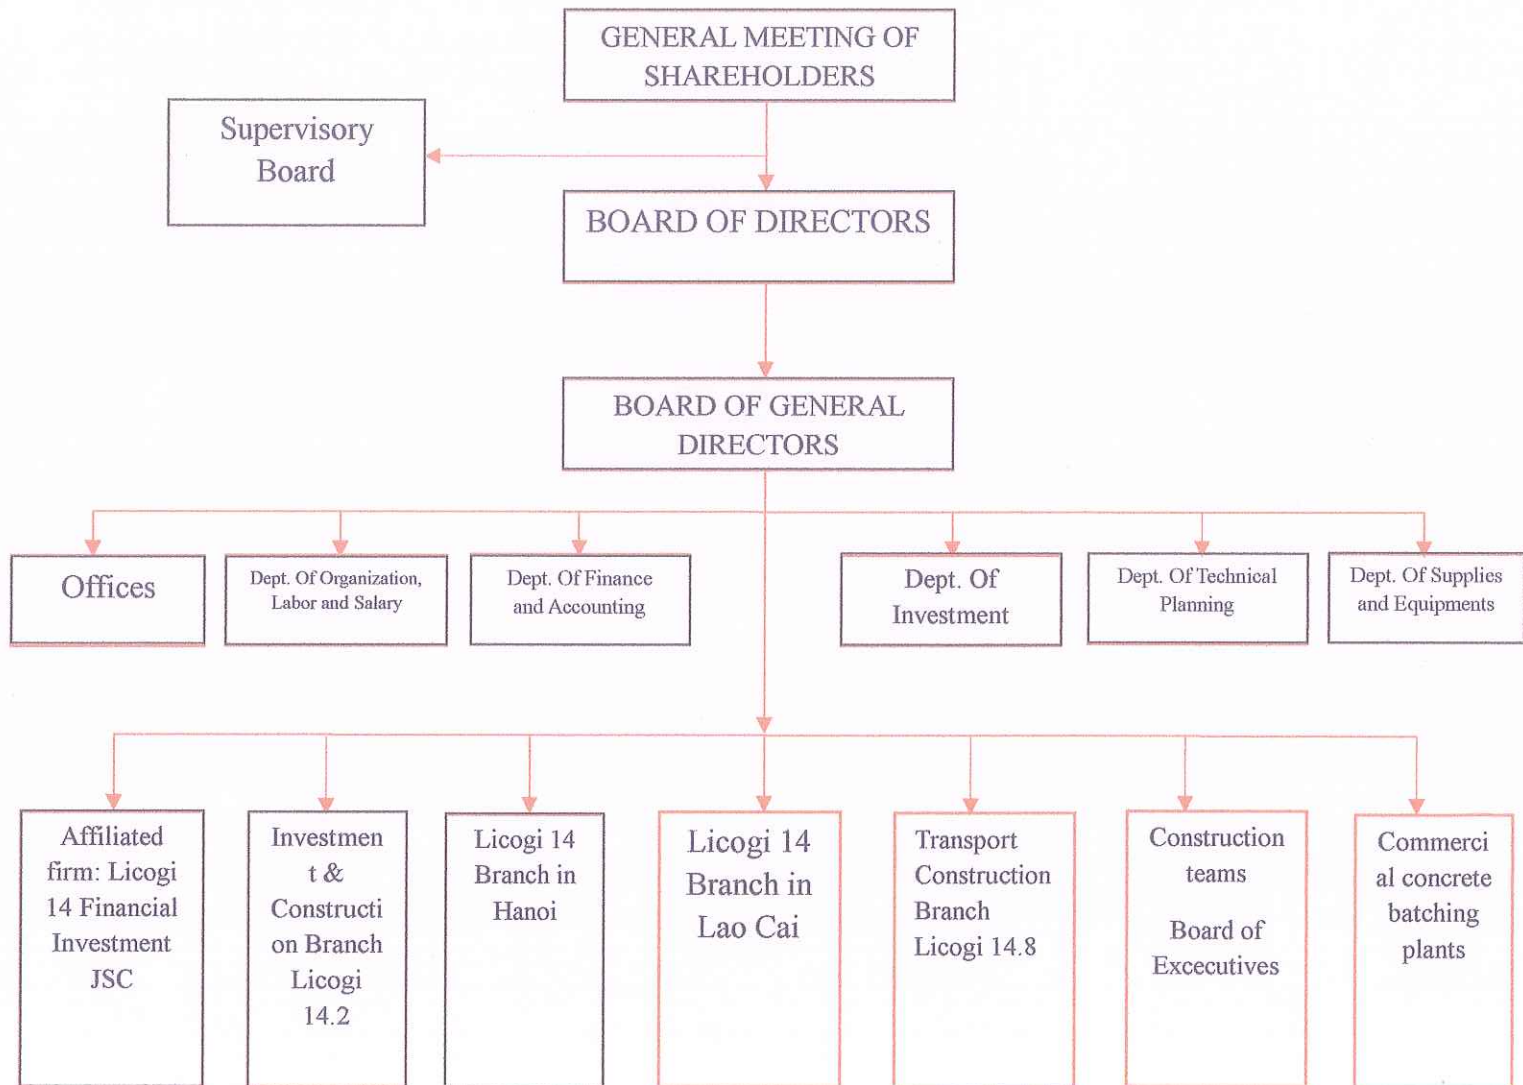 GENERAL MEETING OF
SHAREHOLDERS
Supervisory
Board
BOARD OF DIRECTORS
BOARD OF GENERAL
DIRECTORS
Offices
Dept. Of Organization,
Labor and Salary
Dept. Of Finance
and Accounting
Dept. Of
Investment
Dept. Of Technical
Planning
Dept. Of Supplies
and Equipments
Affiliated
firm: Licogi
14 Financial
Investment
JSC
Investmen
t &
Constructi
on Branch
Licogi
14.2
Licogi 14
Branch in
Hanoi
Licogi 14
Branch in
Lao Cai
Transport
Construction
Branch
Licogi 14.8
Construction
teams
Board of
Excecutives
Commerci
al concrete
batching
plants